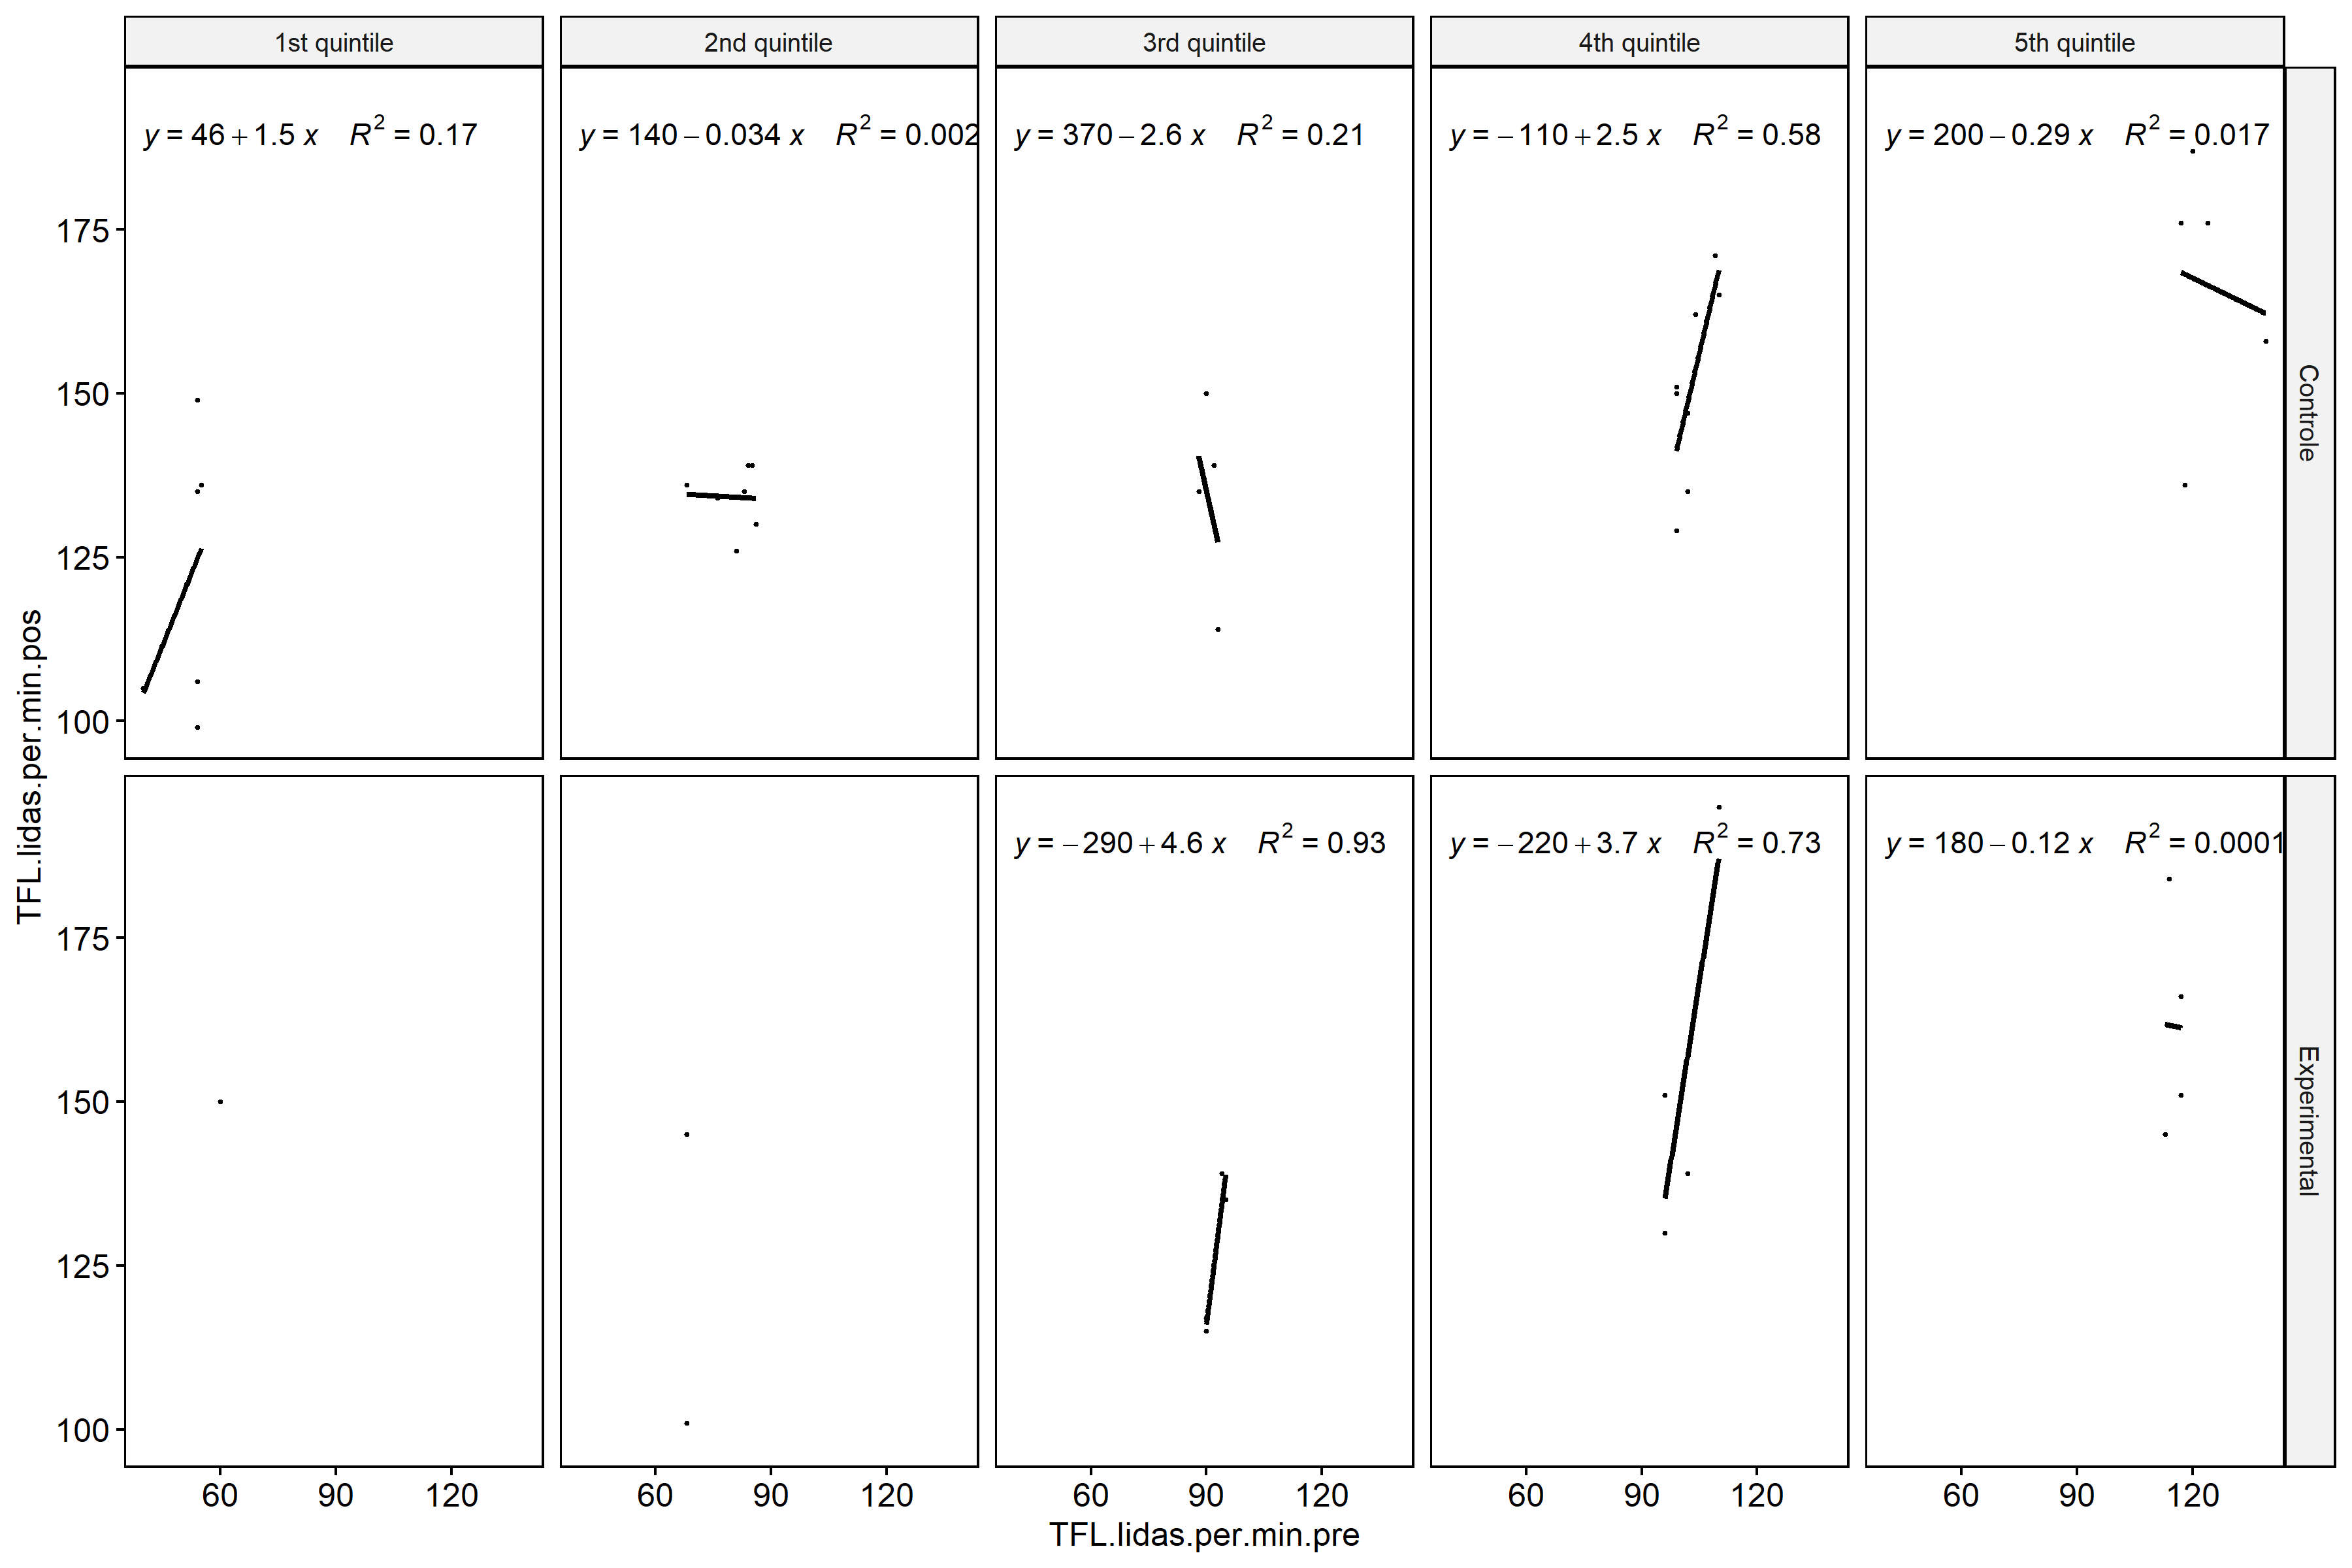 1st quintile 2nd quintile 3rd quintile 4th quintile 5th quintile
y = 46 + 1.5 x R² = 0.17
y = 140 − 0.034 x R² = 0.002
y = 370 − 2.6 x R² = 0.21
y = −110 + 2.5 x R² = 0.58
y = 200 − 0.29 x R² = 0.017
175
150
125
100
Controle
TFL.lidas.per.min.pos
y = −290 + 4.6 x R² = 0.93
y = −220 + 3.7 x R² = 0.73
y = 180 − 0.12 x R² = 0.0001
175
150
125
100
Experimental
60 90 120 60 90 120 60 90 120 60 90 120 60 90 120
TFL.lidas.per.min.pre